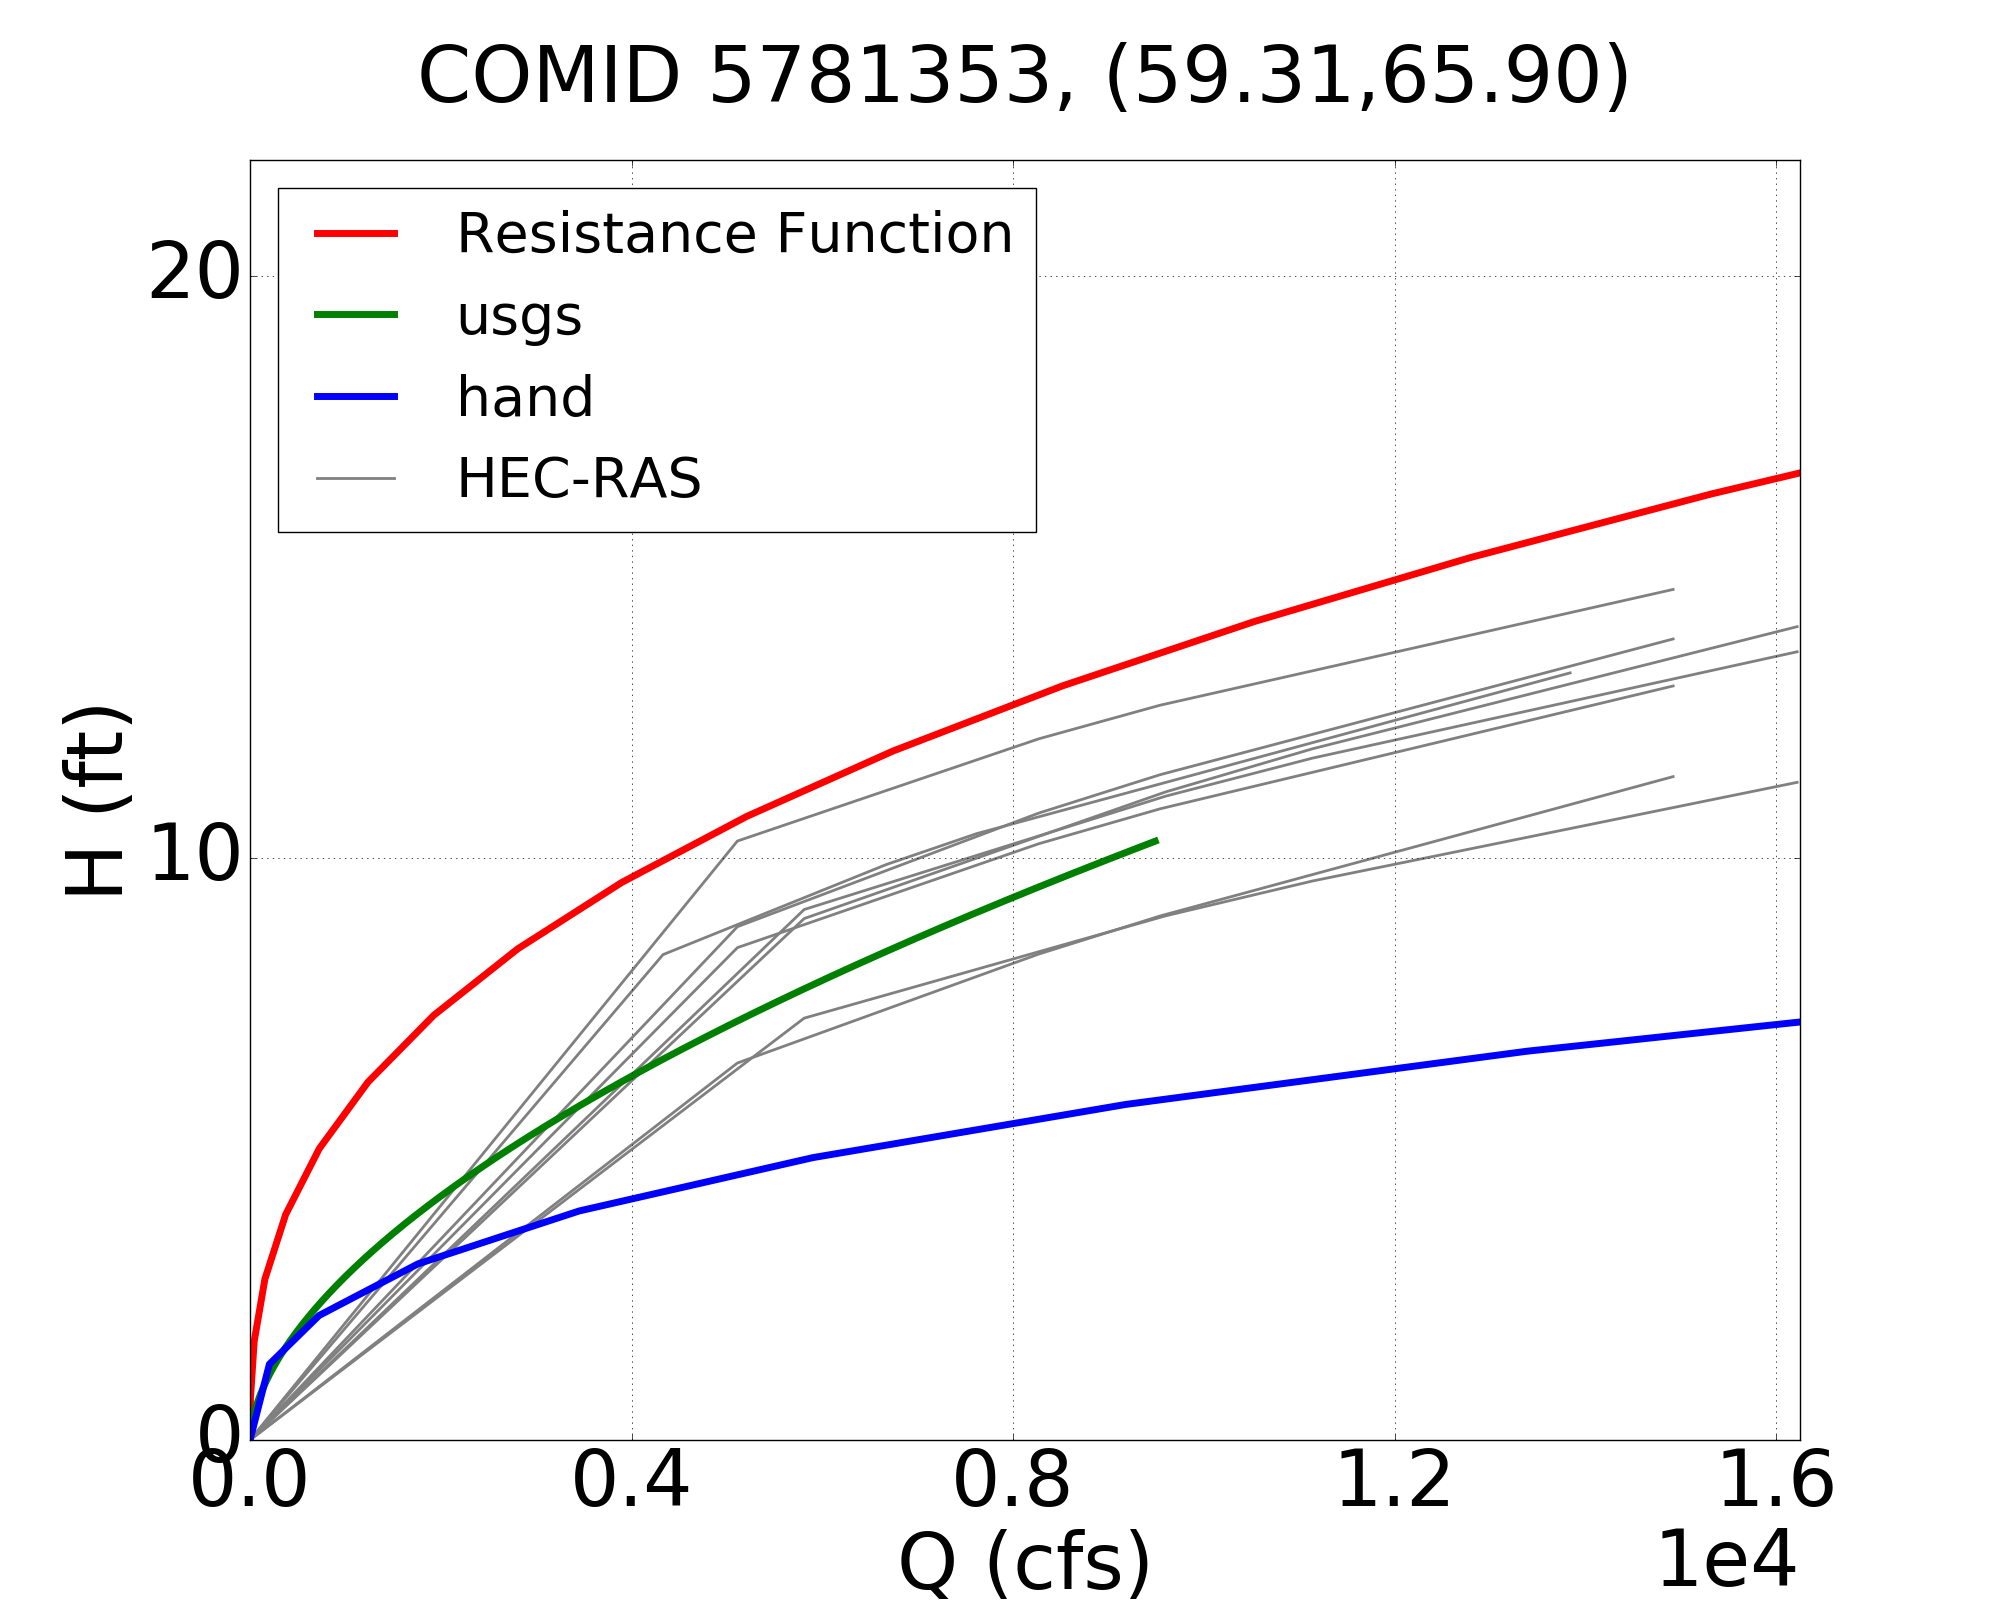 COMID 5781353, (59.31,65.90)
Resistance Function
usgs
hand
HEC-RAS
20
10
0
H (ft)
0.0 0.4 0.8 1.2 1.6
1e4
Q (cfs)